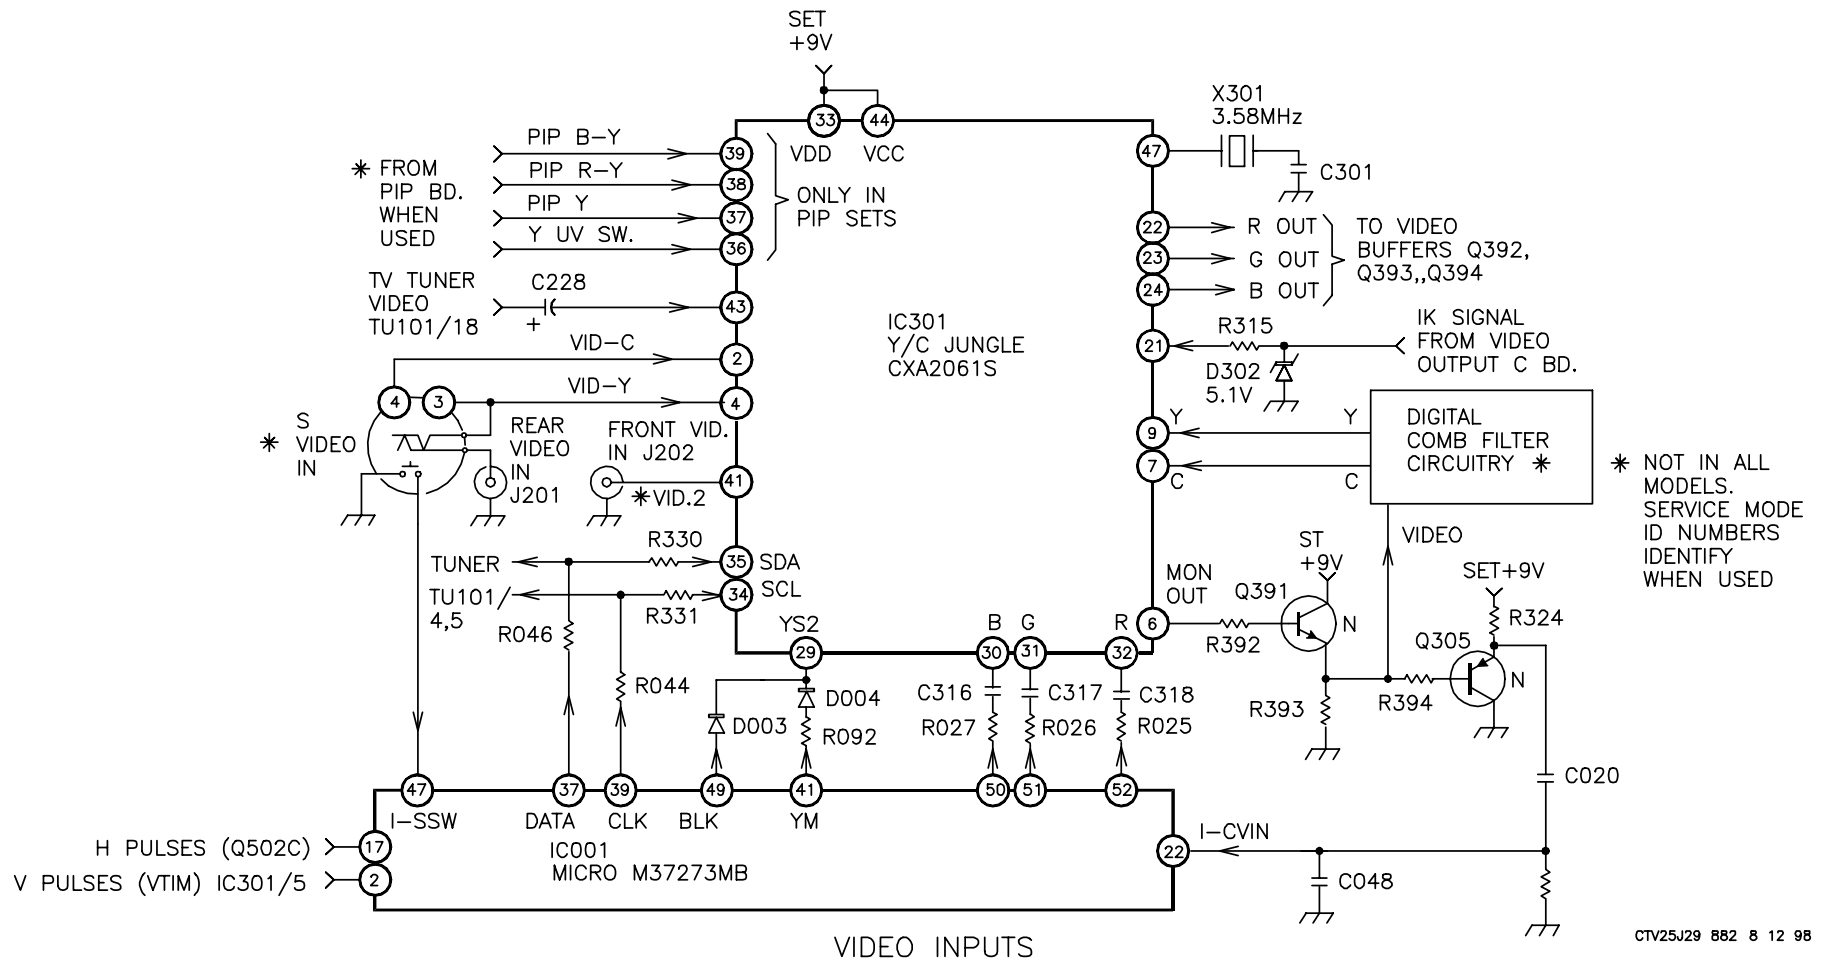 SET
+9V
33
44
VDD
VCC
X301
3.58MHz
47
C301
PIP B-Y
39
PIP R-Y
38
PIP Y
37
Y UV SW.
36
* FROM
PIP BD.
WHEN
USED
ONLY IN
PIP SETS
22
R OUT
23
G OUT
24
B OUT
TO VIDEO
BUFFERS Q392,
Q393,,Q394
TV TUNER
VIDEO
TU101/18
C228
+
43
IC301
Y/C JUNGLE
CXA2061S
21
R315
D302
5.1V
IK SIGNAL
FROM VIDEO
OUTPUT C BD.
VID-C
2
VID-Y
4
4
3
* S
VIDEO
IN
REAR
VIDEO
IN
J201
FRONT VID.
IN J202
41
*VID.2
9
Y
Y
7
C
C
DIGITAL
COMB FILTER
CIRCUITRY *
* NOT IN ALL
MODELS.
SERVICE MODE
ID NUMBERS
IDENTIFY
WHEN USED
VIDEO
TUNER
TU101/
4,5
R330
35
SDA
R331
34
SCL
R046
R044
MON
OUT
6
R392
Q391
ST
+9V
N
R393
R394
SET+9V
R324
Q305
N
YS2
29
B
30
G
31
R
32
D003
D004
R092
C316
R027
C317
R026
C318
R025
C020
47
37
39
49
41
50
51
52
I-SSW
DATA
CLK
BLK
YM
H PULSES (Q502C)
17
V PULSES (VTIM) IC301/5
2
IC001
MICRO M37273MB
22
I-CVIN
C048
VIDEO INPUTS
CTV25J29 882 8 12 98